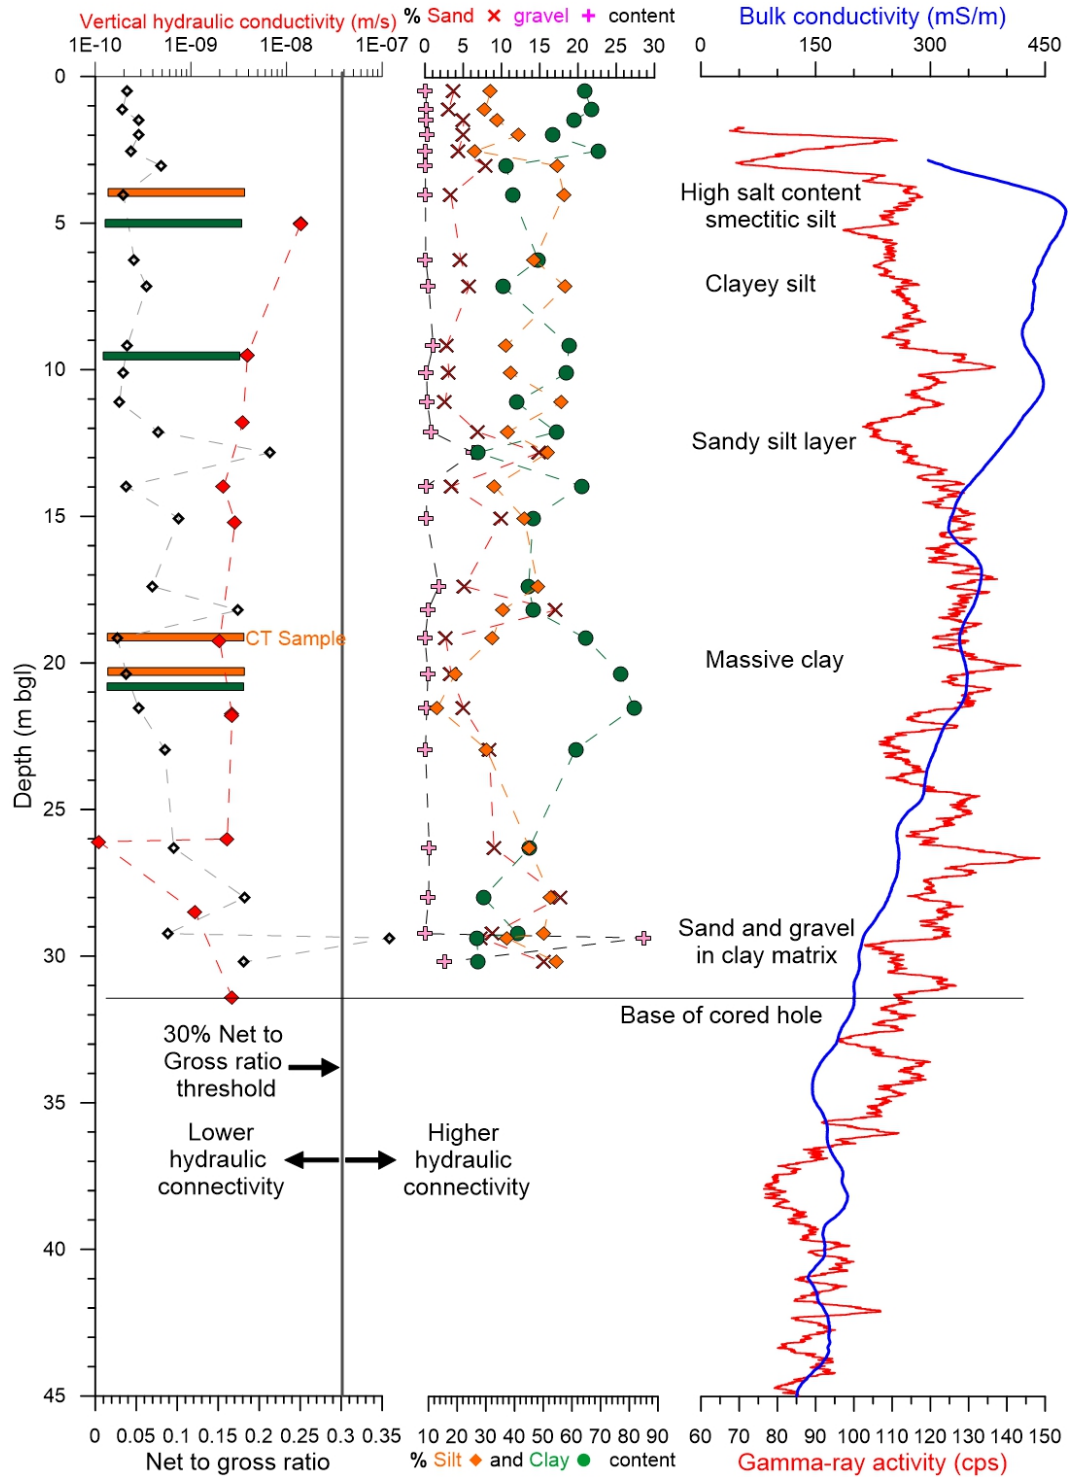 Vertical hydraulic conductivity (m/s)
% Sand × gravel + content
Bulk conductivity (mS/m)
1E-10 1E-09 1E-08 1E-07
0 5 10 15 20 25 30
0 150 300 450
0
High salt content
smectitic silt
5
Clayey silt
10
Sandy silt layer
15
CT Sample
Massive clay
20
Depth (m bgl)
25
Sand and gravel
in clay matrix
30
Base of cored hole
30% Net to
Gross ratio
threshold
35
Lower
hydraulic
connectivity
Higher
hydraulic
connectivity
40
45
0 0.05 0.1 0.15 0.2 0.25 0.3 0.35
10 20 30 40 50 60 70 80 90
60 70 80 90 100 110 120 130 140 150
Net to gross ratio
% Silt ◆ and Clay ● content
Gamma-ray activity (cps)